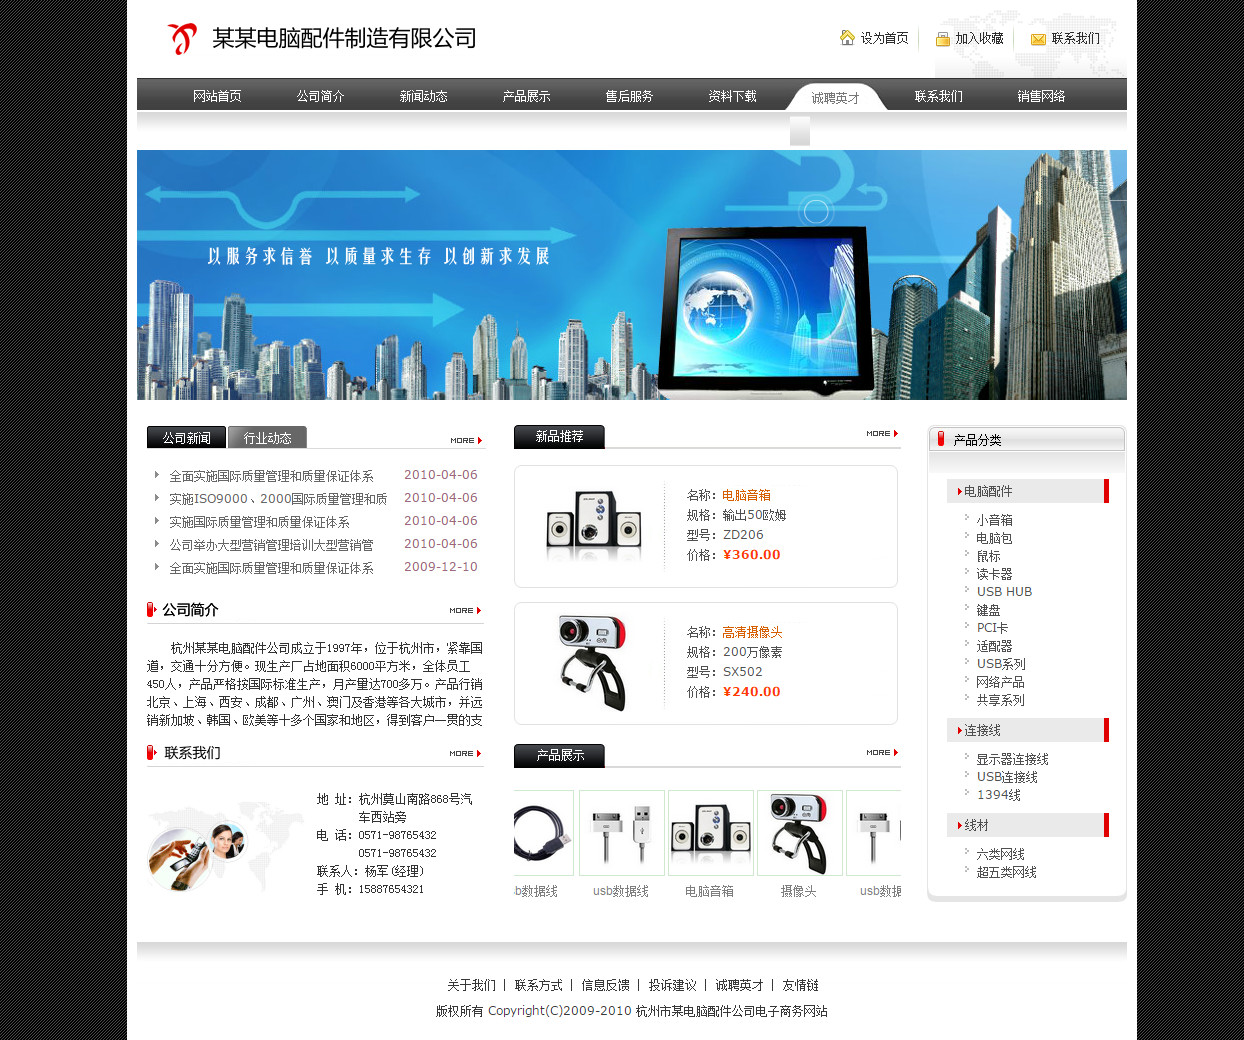 某某电脑配件制造有限公司
设为首页 加入收藏 联系我们
网站首页 公司简介 新闻动态 产品展示 售后服务 资料下载 诚聘英才 联系我们 销售网络
以服务求信誉 以质量求生存 以创新求发展
公司新闻 行业动态 MORE
全面实施国际质量管理和质量保证体系 2010-04-06
实施ISO9000、2000国际质量管理和质 2010-04-06
实施国际质量管理和质量保证体系 2010-04-06
公司举办大型营销管理培训大型营销管 2010-04-06
全面实施国际质量管理和质量保证体系 2009-12-10
公司简介 MORE
杭州某某电脑配件公司成立于1997年，位于杭州市，紧靠国
道，交通十分方便。现生产厂占地面积6000平方米，全体员工
450人，产品严格按国际标准生产，月产量达700多万。产品行销
北京、上海、西安、成都、广州、澳门及香港等各大城市，并远
销新加坡、韩国、欧美等十多个国家和地区，得到客户一贯的支
联系我们 MORE
地 址：杭州莫山南路868号汽
车西站旁
电 话：0571-98765432
0571-98765432
联系人：杨军(经理)
手 机：15887654321
新品推荐 MORE
名称：电脑音箱
规格：输出50欧姆
型号：ZD206
价格：¥360.00
名称：高清摄像头
规格：200万像素
型号：SX502
价格：¥240.00
产品展示 MORE
b数据线 usb数据线 电脑音箱 摄像头 usb数据
产品分类
电脑配件
小音箱
电脑包
鼠标
读卡器
USB HUB
键盘
PCI卡
适配器
USB系列
网络产品
共享系列
连接线
显示器连接线
USB连接线
1394线
线材
六类网线
超五类网线
关于我们 | 联系方式 | 信息反馈 | 投诉建议 | 诚聘英才 | 友情链
版权所有 Copyright(C)2009-2010 杭州市某电脑配件公司电子商务网站